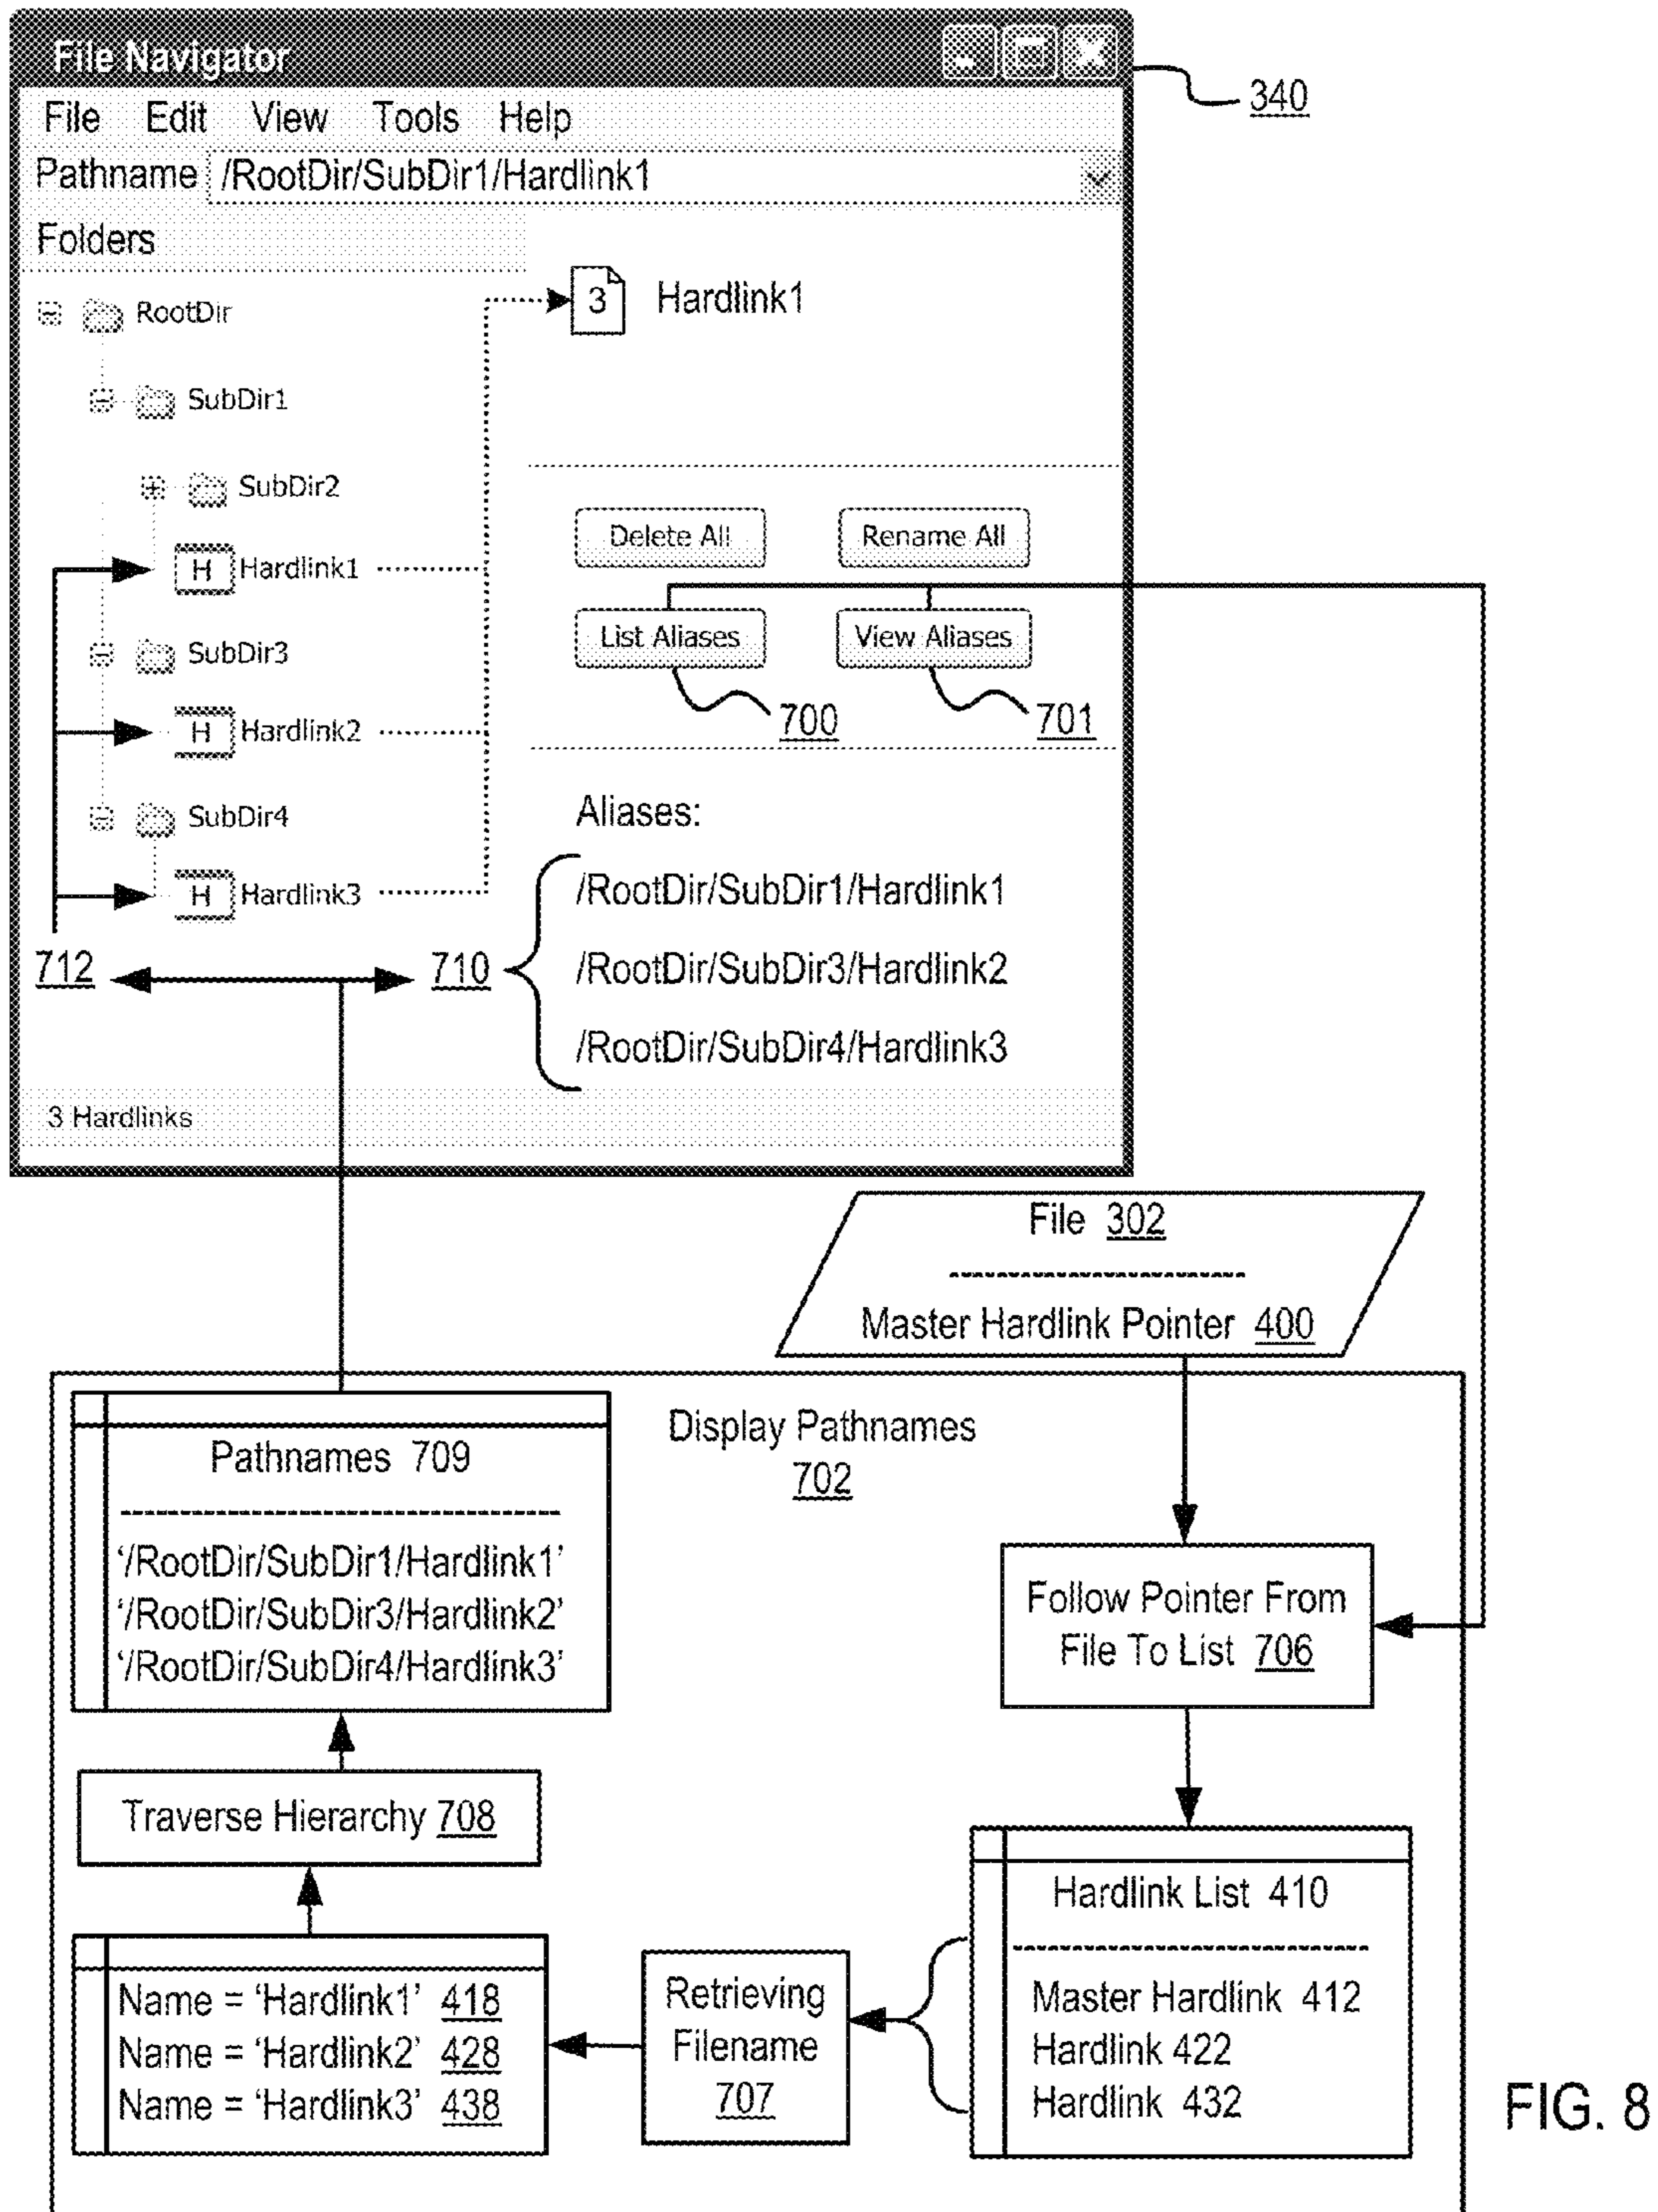 File Navigator
340
File Edit View Tools Help
Pathname /RootDir/SubDir1/Hardlink1
Folders
RootDir
3 Hardlink1
SubDir1
SubDir2
Delete All Rename All
H Hardlink1
List Aliases View Aliases
SubDir3
700 701
H Hardlink2
Aliases:
SubDir4
/RootDir/SubDir1/Hardlink1
H Hardlink3
712 710
/RootDir/SubDir3/Hardlink2
/RootDir/SubDir4/Hardlink3
3 Hardlinks
File 302
Master Hardlink Pointer 400
Display Pathnames
702
Pathnames 709
'/RootDir/SubDir1/Hardlink1'
'/RootDir/SubDir3/Hardlink2'
'/RootDir/SubDir4/Hardlink3'
Follow Pointer From
File To List 706
Traverse Hierarchy 708
Hardlink List 410
Master Hardlink 412
Hardlink 422
Hardlink 432
Retrieving
Filename
707
Name = 'Hardlink1' 418
Name = 'Hardlink2' 428
Name = 'Hardlink3' 438
FIG. 8